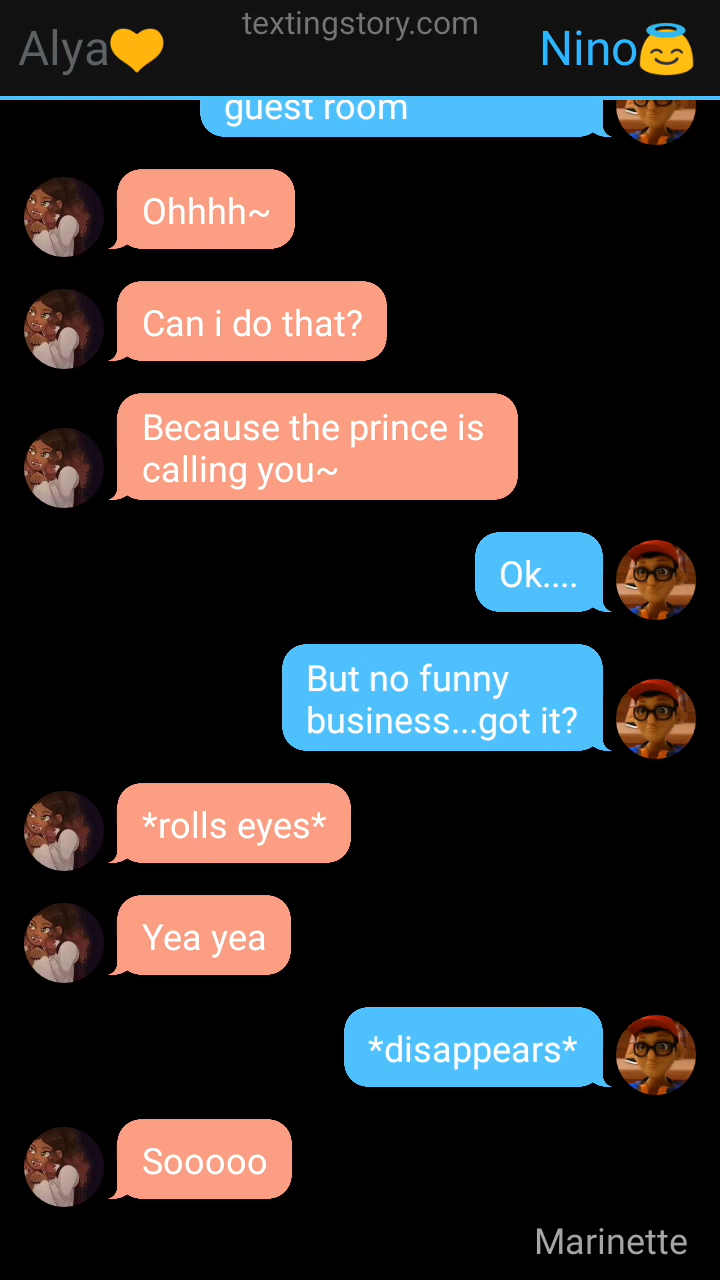 textingstory.com
Alya💛
Nino😇
guest room
Ohhhh~
Can i do that?
Because the prince is
calling you~
Ok....
But no funny
business...got it?
*rolls eyes*
Yea yea
*disappears*
Sooooo
Marinette